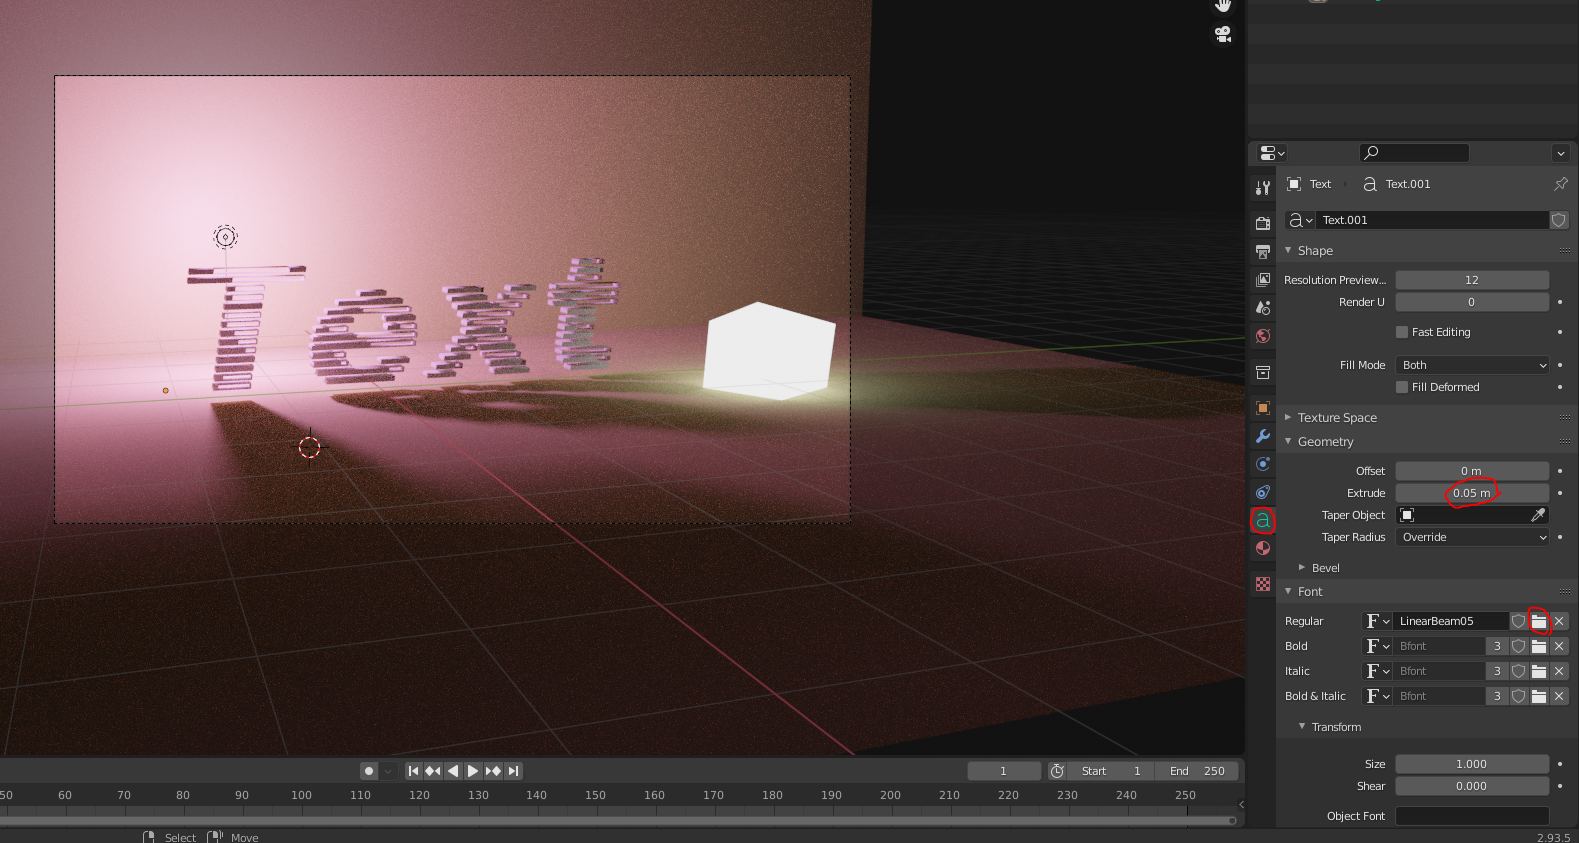 Text
Text Text.001
a Text.001
Shape
Resolution Preview... 12
Render U 0
Fast Editing
Fill Mode Both
Fill Deformed
Texture Space
Geometry
Offset 0 m
Extrude 0.05 m
Taper Object
Taper Radius Override
Bevel
Font
Regular F LinearBeam05
Bold F Bfont 3
Italic F Bfont 3
Bold & Italic F Bfont 3
Transform
Size 1.000
Shear 0.000
Object Font
1 Start 1 End 250
50 60 70 80 90 100 110 120 130 140 150 160 170 180 190 200 210 220 230 240 250
Select Move 2.93.5